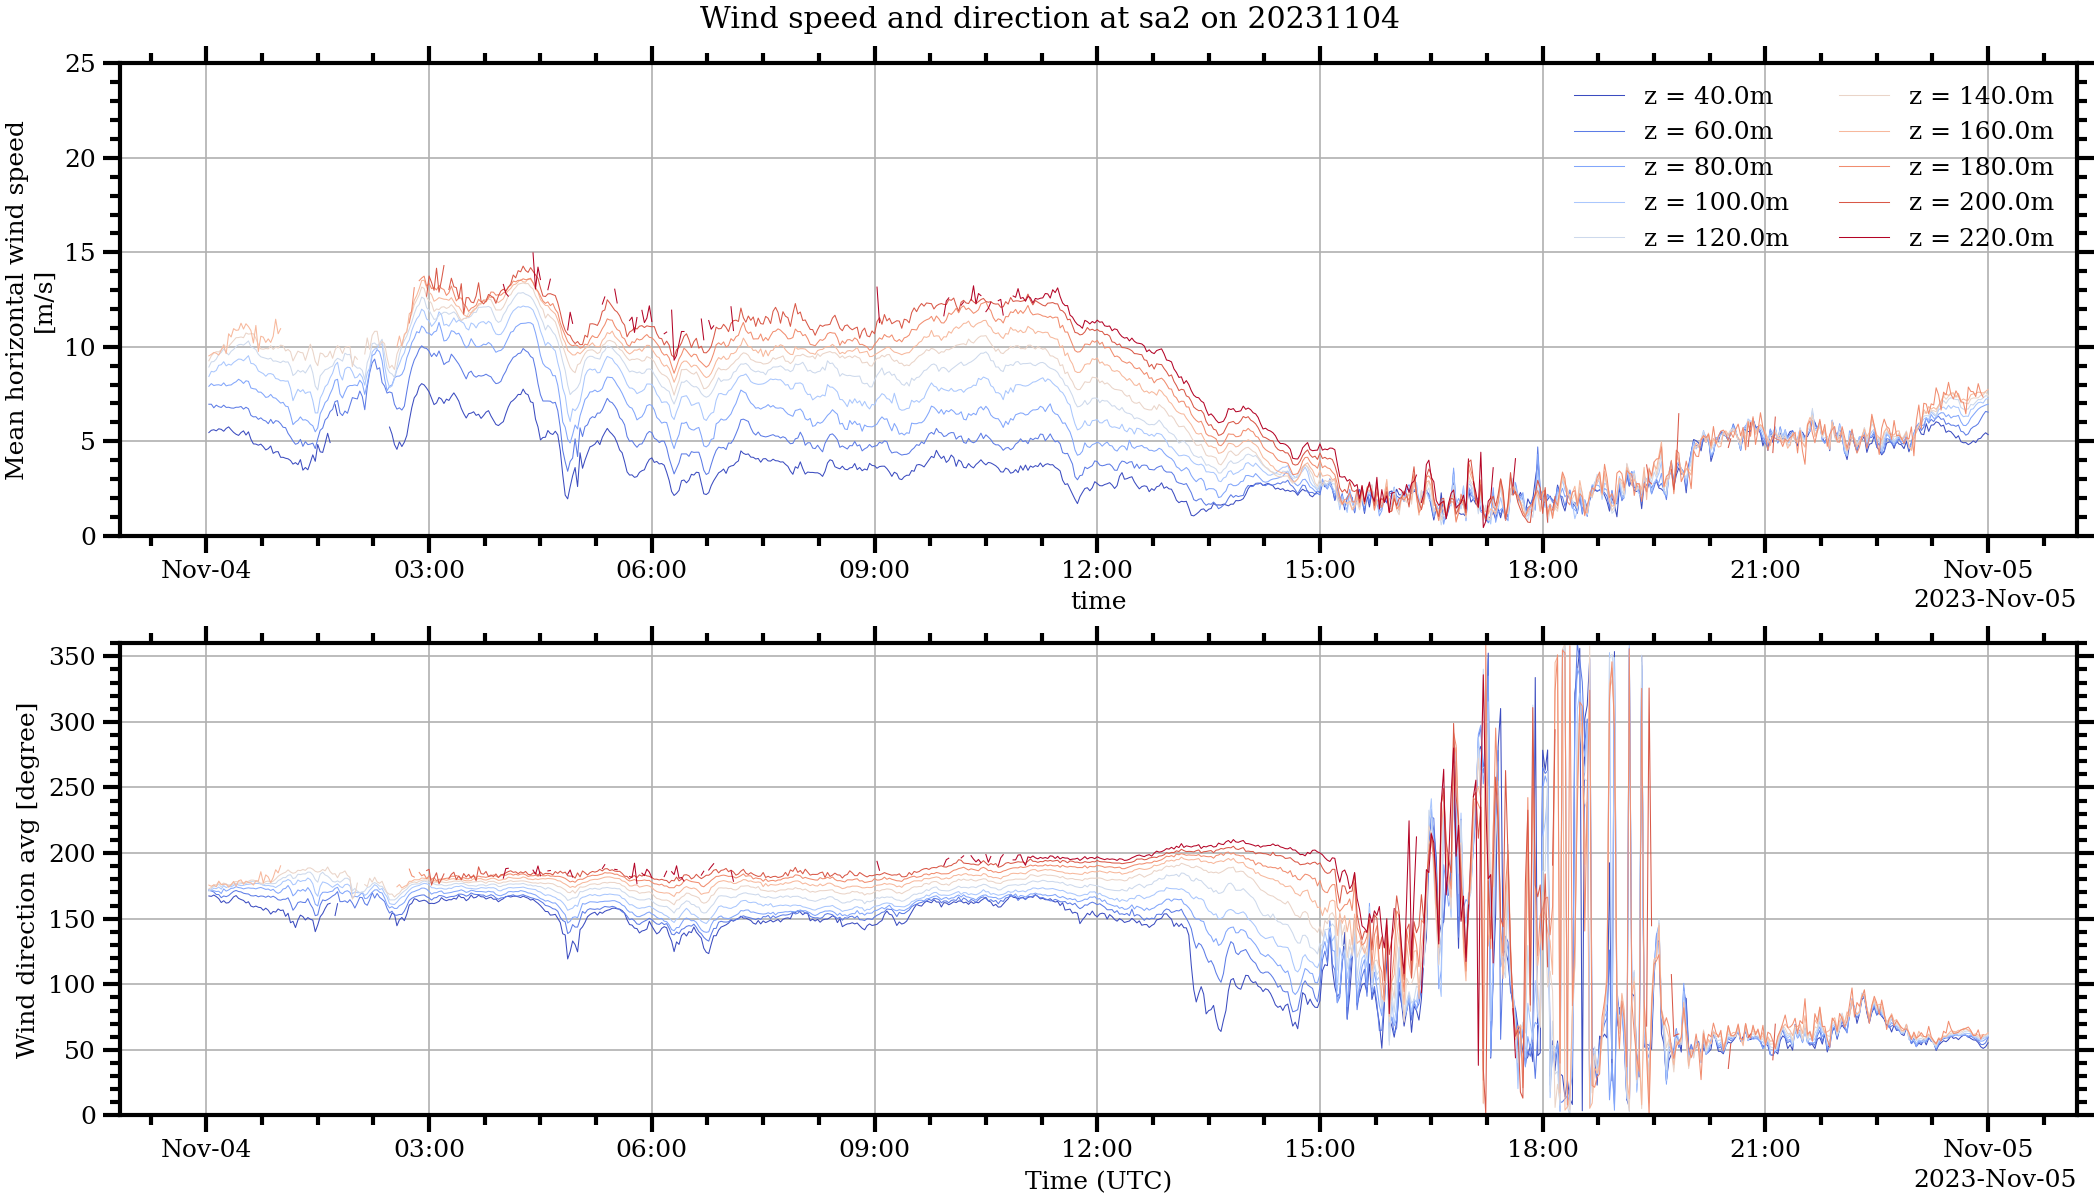 Wind speed and direction at sa2 on 20231104
Mean horizontal wind speed
[m/s]
25
20
15
10
5
0
z = 40.0m
z = 60.0m
z = 80.0m
z = 100.0m
z = 120.0m
z = 140.0m
z = 160.0m
z = 180.0m
z = 200.0m
z = 220.0m
Nov-04 03:00 06:00 09:00 12:00 15:00 18:00 21:00 Nov-05
time
2023-Nov-05
Wind direction avg [degree]
350
300
250
200
150
100
50
0
Nov-04 03:00 06:00 09:00 12:00 15:00 18:00 21:00 Nov-05
Time (UTC)
2023-Nov-05